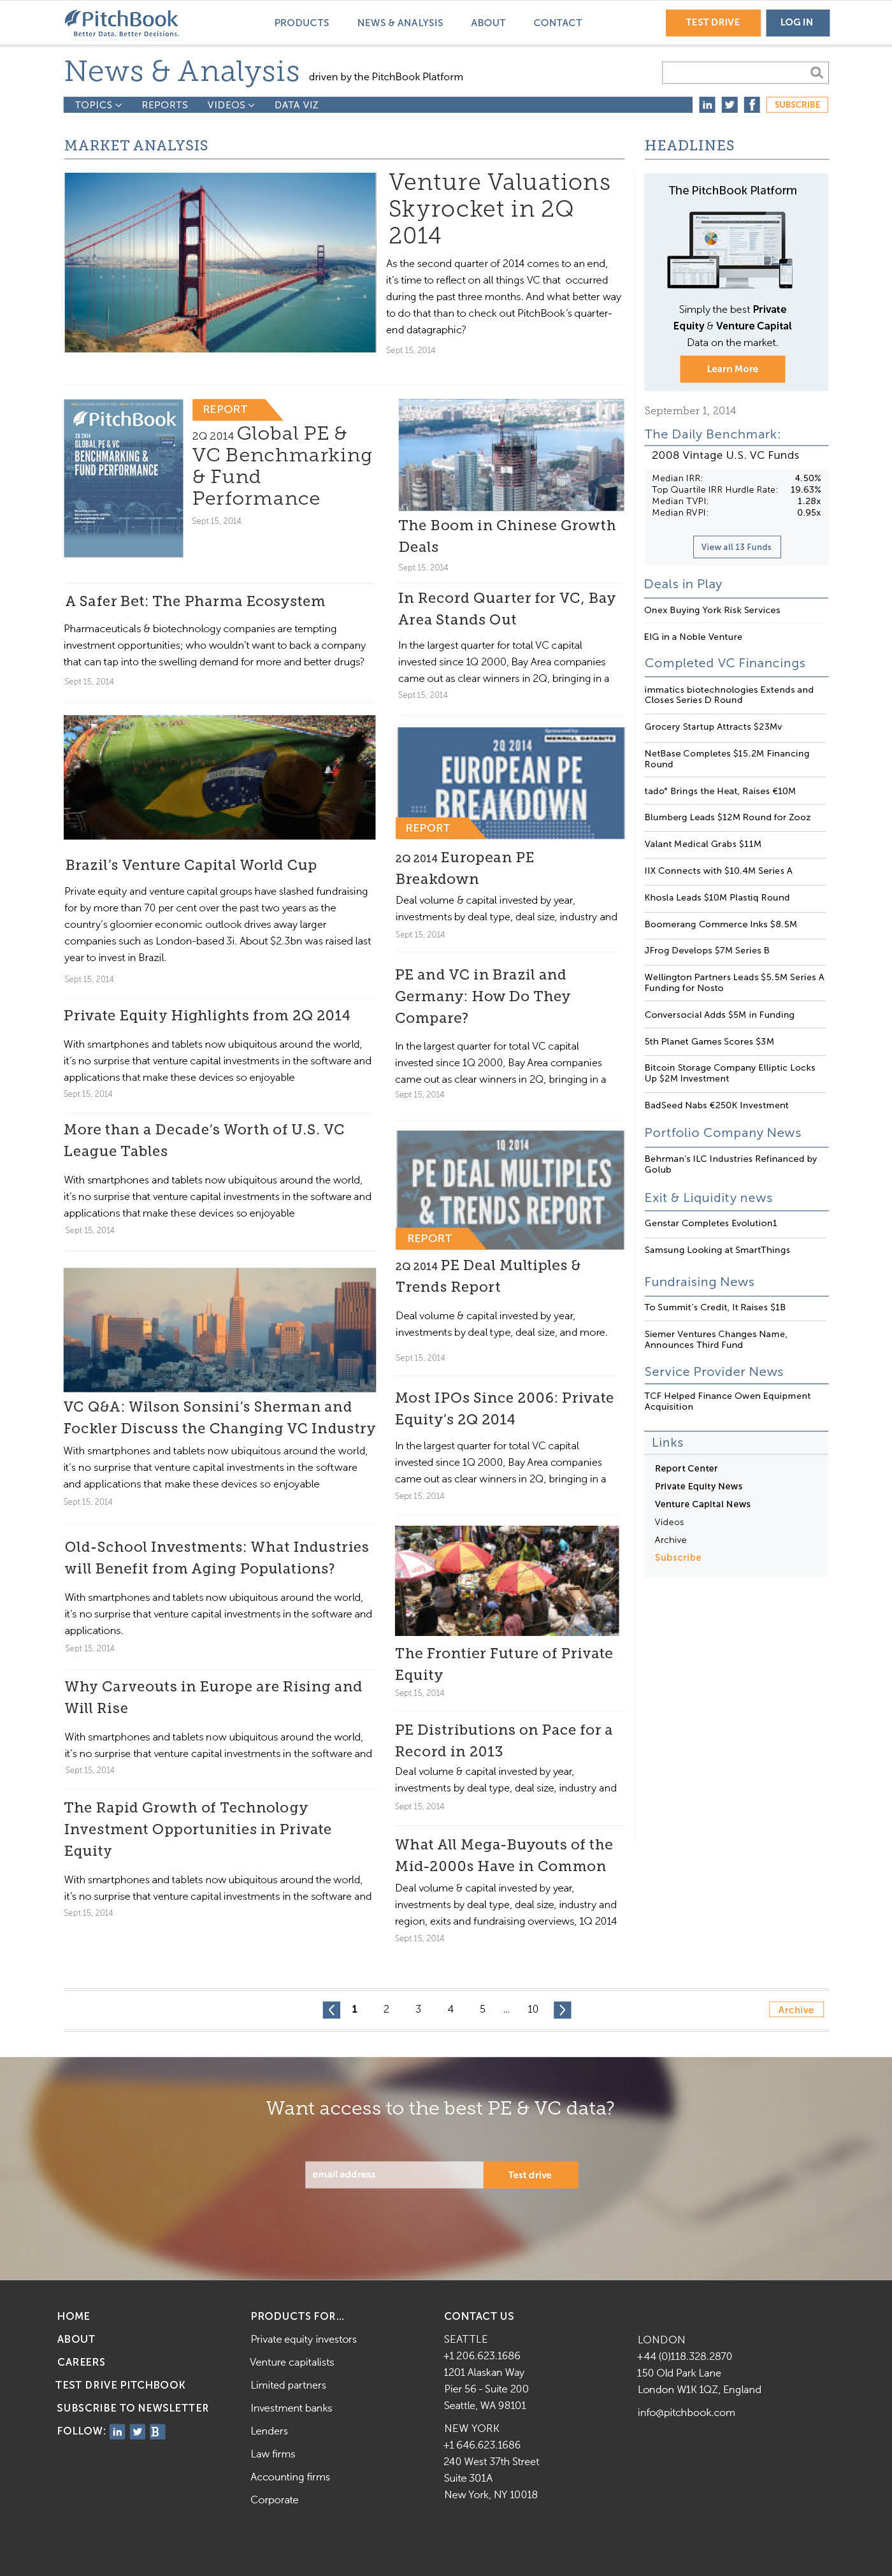 PitchBook
Better Data. Better Decisions.
PRODUCTS
NEWS & ANALYSIS
ABOUT
CONTACT
TEST DRIVE
LOG IN
News & Analysis driven by the PitchBook Platform
TOPICS
REPORTS
VIDEOS
DATA VIZ
SUBSCRIBE
MARKET ANALYSIS
Venture Valuations
Skyrocket in 2Q
2014
As the second quarter of 2014 comes to an end,
it's time to reflect on all things VC that occurred
during the past three months. And what better way
to do that than to check out PitchBook's quarter-
end datagraphic?
Sept 15, 2014
PitchBook
2Q 2014
GLOBAL PE & VC
BENCHMARKING &
FUND PERFORMANCE
REPORT
2Q 2014 Global PE &
VC Benchmarking
& Fund
Performance
Sept 15, 2014
A Safer Bet: The Pharma Ecosystem
Pharmaceuticals & biotechnology companies are tempting
investment opportunities; who wouldn't want to back a company
that can tap into the swelling demand for more and better drugs?
Sept 15, 2014
Brazil's Venture Capital World Cup
Private equity and venture capital groups have slashed fundraising
for by more than 70 per cent over the past two years as the
country's gloomier economic outlook drives away larger
companies such as London-based 3i. About $2.3bn was raised last
year to invest in Brazil.
Sept 15, 2014
Private Equity Highlights from 2Q 2014
With smartphones and tablets now ubiquitous around the world,
it's no surprise that venture capital investments in the software and
applications that make these devices so enjoyable
Sept 15, 2014
More than a Decade's Worth of U.S. VC
League Tables
With smartphones and tablets now ubiquitous around the world,
it's no surprise that venture capital investments in the software and
applications that make these devices so enjoyable
Sept 15, 2014
VC Q&A: Wilson Sonsini's Sherman and
Fockler Discuss the Changing VC Industry
With smartphones and tablets now ubiquitous around the world,
it's no surprise that venture capital investments in the software
and applications that make these devices so enjoyable
Sept 15, 2014
Old-School Investments: What Industries
will Benefit from Aging Populations?
With smartphones and tablets now ubiquitous around the world,
it's no surprise that venture capital investments in the software and
applications.
Sept 15, 2014
Why Carveouts in Europe are Rising and
Will Rise
With smartphones and tablets now ubiquitous around the world,
it's no surprise that venture capital investments in the software and
Sept 15, 2014
The Rapid Growth of Technology
Investment Opportunities in Private
Equity
With smartphones and tablets now ubiquitous around the world,
it's no surprise that venture capital investments in the software and
Sept 15, 2014
The Boom in Chinese Growth
Deals
Sept 15, 2014
In Record Quarter for VC, Bay
Area Stands Out
In the largest quarter for total VC capital
invested since 1Q 2000, Bay Area companies
came out as clear winners in 2Q, bringing in a
Sept 15, 2014
Sponsored by:
MERRILL DATASITE
2Q 2014
EUROPEAN PE
BREAKDOWN
REPORT
2Q 2014 European PE
Breakdown
Deal volume & capital invested by year,
investments by deal type, deal size, industry and
Sept 15, 2014
PE and VC in Brazil and
Germany: How Do They
Compare?
In the largest quarter for total VC capital
invested since 1Q 2000, Bay Area companies
came out as clear winners in 2Q, bringing in a
Sept 15, 2014
1Q 2014
PE DEAL MULTIPLES
& TRENDS REPORT
REPORT
2Q 2014 PE Deal Multiples &
Trends Report
Deal volume & capital invested by year,
investments by deal type, deal size, and more.
Sept 15, 2014
Most IPOs Since 2006: Private
Equity's 2Q 2014
In the largest quarter for total VC capital
invested since 1Q 2000, Bay Area companies
came out as clear winners in 2Q, bringing in a
Sept 15, 2014
The Frontier Future of Private
Equity
Sept 15, 2014
PE Distributions on Pace for a
Record in 2013
Deal volume & capital invested by year,
investments by deal type, deal size, industry and
Sept 15, 2014
What All Mega-Buyouts of the
Mid-2000s Have in Common
Deal volume & capital invested by year,
investments by deal type, deal size, industry and
region, exits and fundraising overviews, 1Q 2014
Sept 15, 2014
HEADLINES
The PitchBook Platform
Simply the best Private
Equity & Venture Capital
Data on the market.
Learn More
September 1, 2014
The Daily Benchmark:
2008 Vintage U.S. VC Funds
Median IRR: 4.50%
Top Quartile IRR Hurdle Rate: 19.63%
Median TVPI: 1.28x
Median RVPI: 0.95x
View all 13 Funds
Deals in Play
Onex Buying York Risk Services
EIG in a Noble Venture
Completed VC Financings
immatics biotechnologies Extends and
Closes Series D Round
Grocery Startup Attracts $23Mv
NetBase Completes $15.2M Financing
Round
tado° Brings the Heat, Raises €10M
Blumberg Leads $12M Round for Zooz
Valant Medical Grabs $11M
IIX Connects with $10.4M Series A
Khosla Leads $10M Plastiq Round
Boomerang Commerce Inks $8.5M
JFrog Develops $7M Series B
Wellington Partners Leads $5.5M Series A
Funding for Nosto
Conversocial Adds $5M in Funding
5th Planet Games Scores $3M
Bitcoin Storage Company Elliptic Locks
Up $2M Investment
BadSeed Nabs €250K Investment
Portfolio Company News
Behrman's ILC Industries Refinanced by
Golub
Exit & Liquidity news
Genstar Completes Evolution1
Samsung Looking at SmartThings
Fundraising News
To Summit's Credit, It Raises $1B
Siemer Ventures Changes Name,
Announces Third Fund
Service Provider News
TCF Helped Finance Owen Equipment
Acquisition
Links
Report Center
Private Equity News
Venture Capital News
Videos
Archive
Subscribe
1 2 3 4 5 ... 10
Archive
Want access to the best PE & VC data?
email address
Test drive
HOME
ABOUT
CAREERS
TEST DRIVE PITCHBOOK
SUBSCRIBE TO NEWSLETTER
FOLLOW:
PRODUCTS FOR...
Private equity investors
Venture capitalists
Limited partners
Investment banks
Lenders
Law firms
Accounting firms
Corporate
CONTACT US
SEATTLE
+1 206.623.1686
1201 Alaskan Way
Pier 56 - Suite 200
Seattle, WA 98101
NEW YORK
+1 646.623.1686
240 West 37th Street
Suite 301A
New York, NY 10018
LONDON
+44 (0)118.328.2870
150 Old Park Lane
London W1K 1QZ, England
info@pitchbook.com